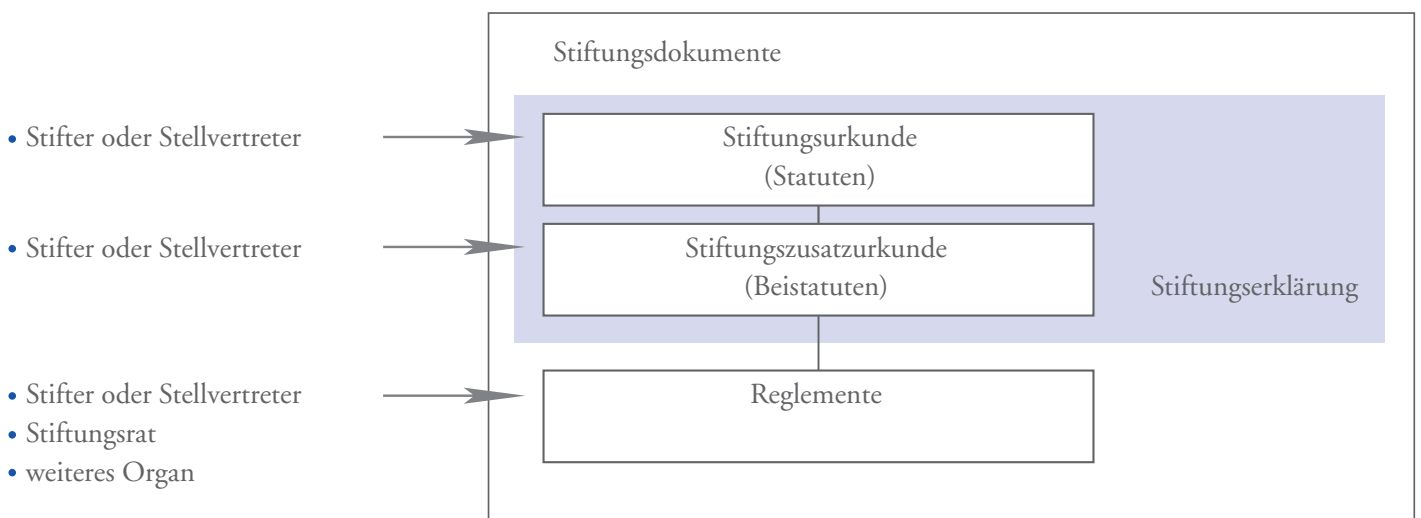 Stiftungsdokumente
• Stifter oder Stellvertreter
Stiftungsurkunde
(Statuten)
• Stifter oder Stellvertreter
Stiftungszusatzurkunde
(Beistatuten)
Stiftungserklärung
• Stifter oder Stellvertreter
• Stiftungsrat
• weiteres Organ
Reglemente